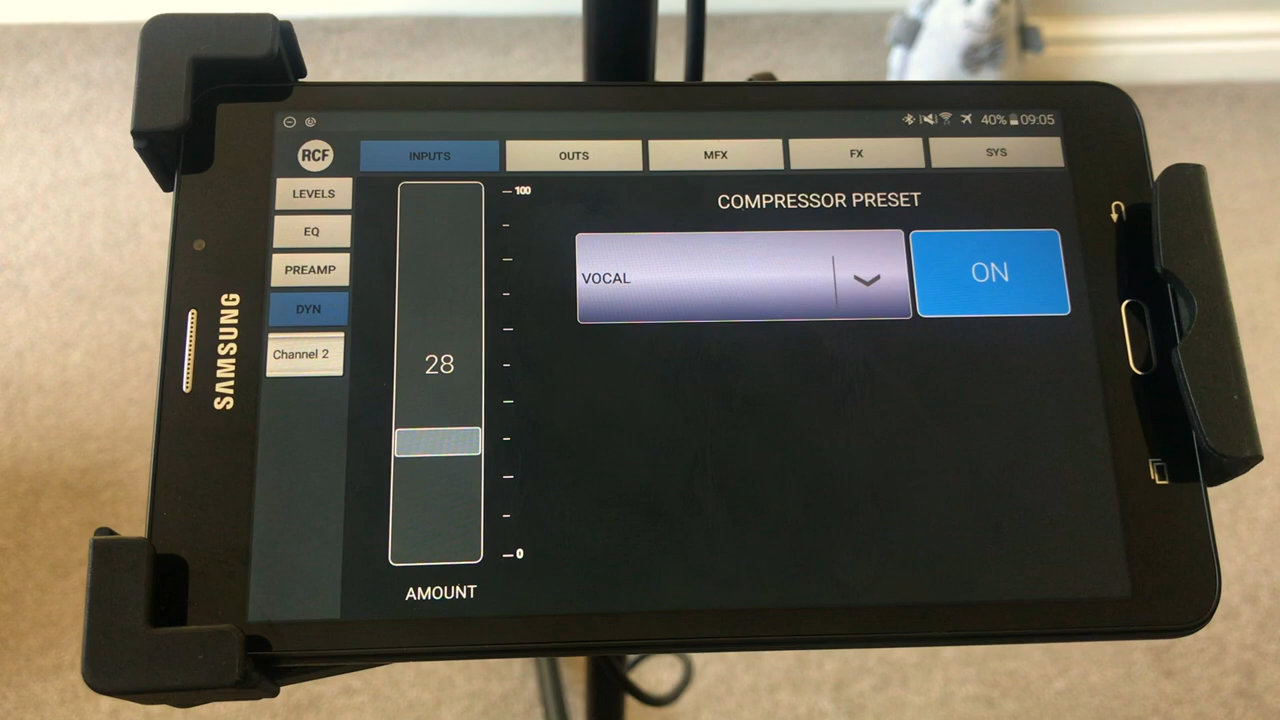 40% 09:05
RCF
INPUTS
OUTS
MFX
FX
SYS
LEVELS
EQ
PREAMP
DYN
Channel 2
100
28
0
AMOUNT
COMPRESSOR PRESET
VOCAL
ON
SAMSUNG